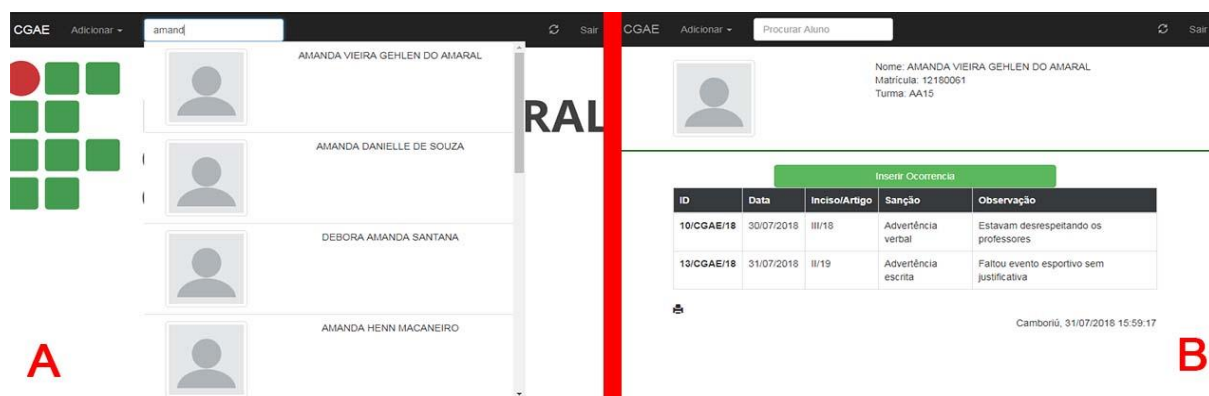 CGAE Adicionar amand Sair
AMANDA VIEIRA GEHLEN DO AMARAL
RAL
AMANDA DANIELLE DE SOUZA
DEBORA AMANDA SANTANA
AMANDA HENN MACANEIRO
A
CGAE Adicionar Procurar Aluno Sair
Nome: AMANDA VIEIRA GEHLEN DO AMARAL
Matrícula: 12180061
Turma: AA15
Inserir Ocorrencia
ID Data Inciso/Artigo Sanção Observação
10/CGAE/18 30/07/2018 III/18 Advertência verbal Estavam desrespeitando os professores
13/CGAE/18 31/07/2018 II/19 Advertência escrita Faltou evento esportivo sem justificativa
Camboriú, 31/07/2018 15:59:17
B